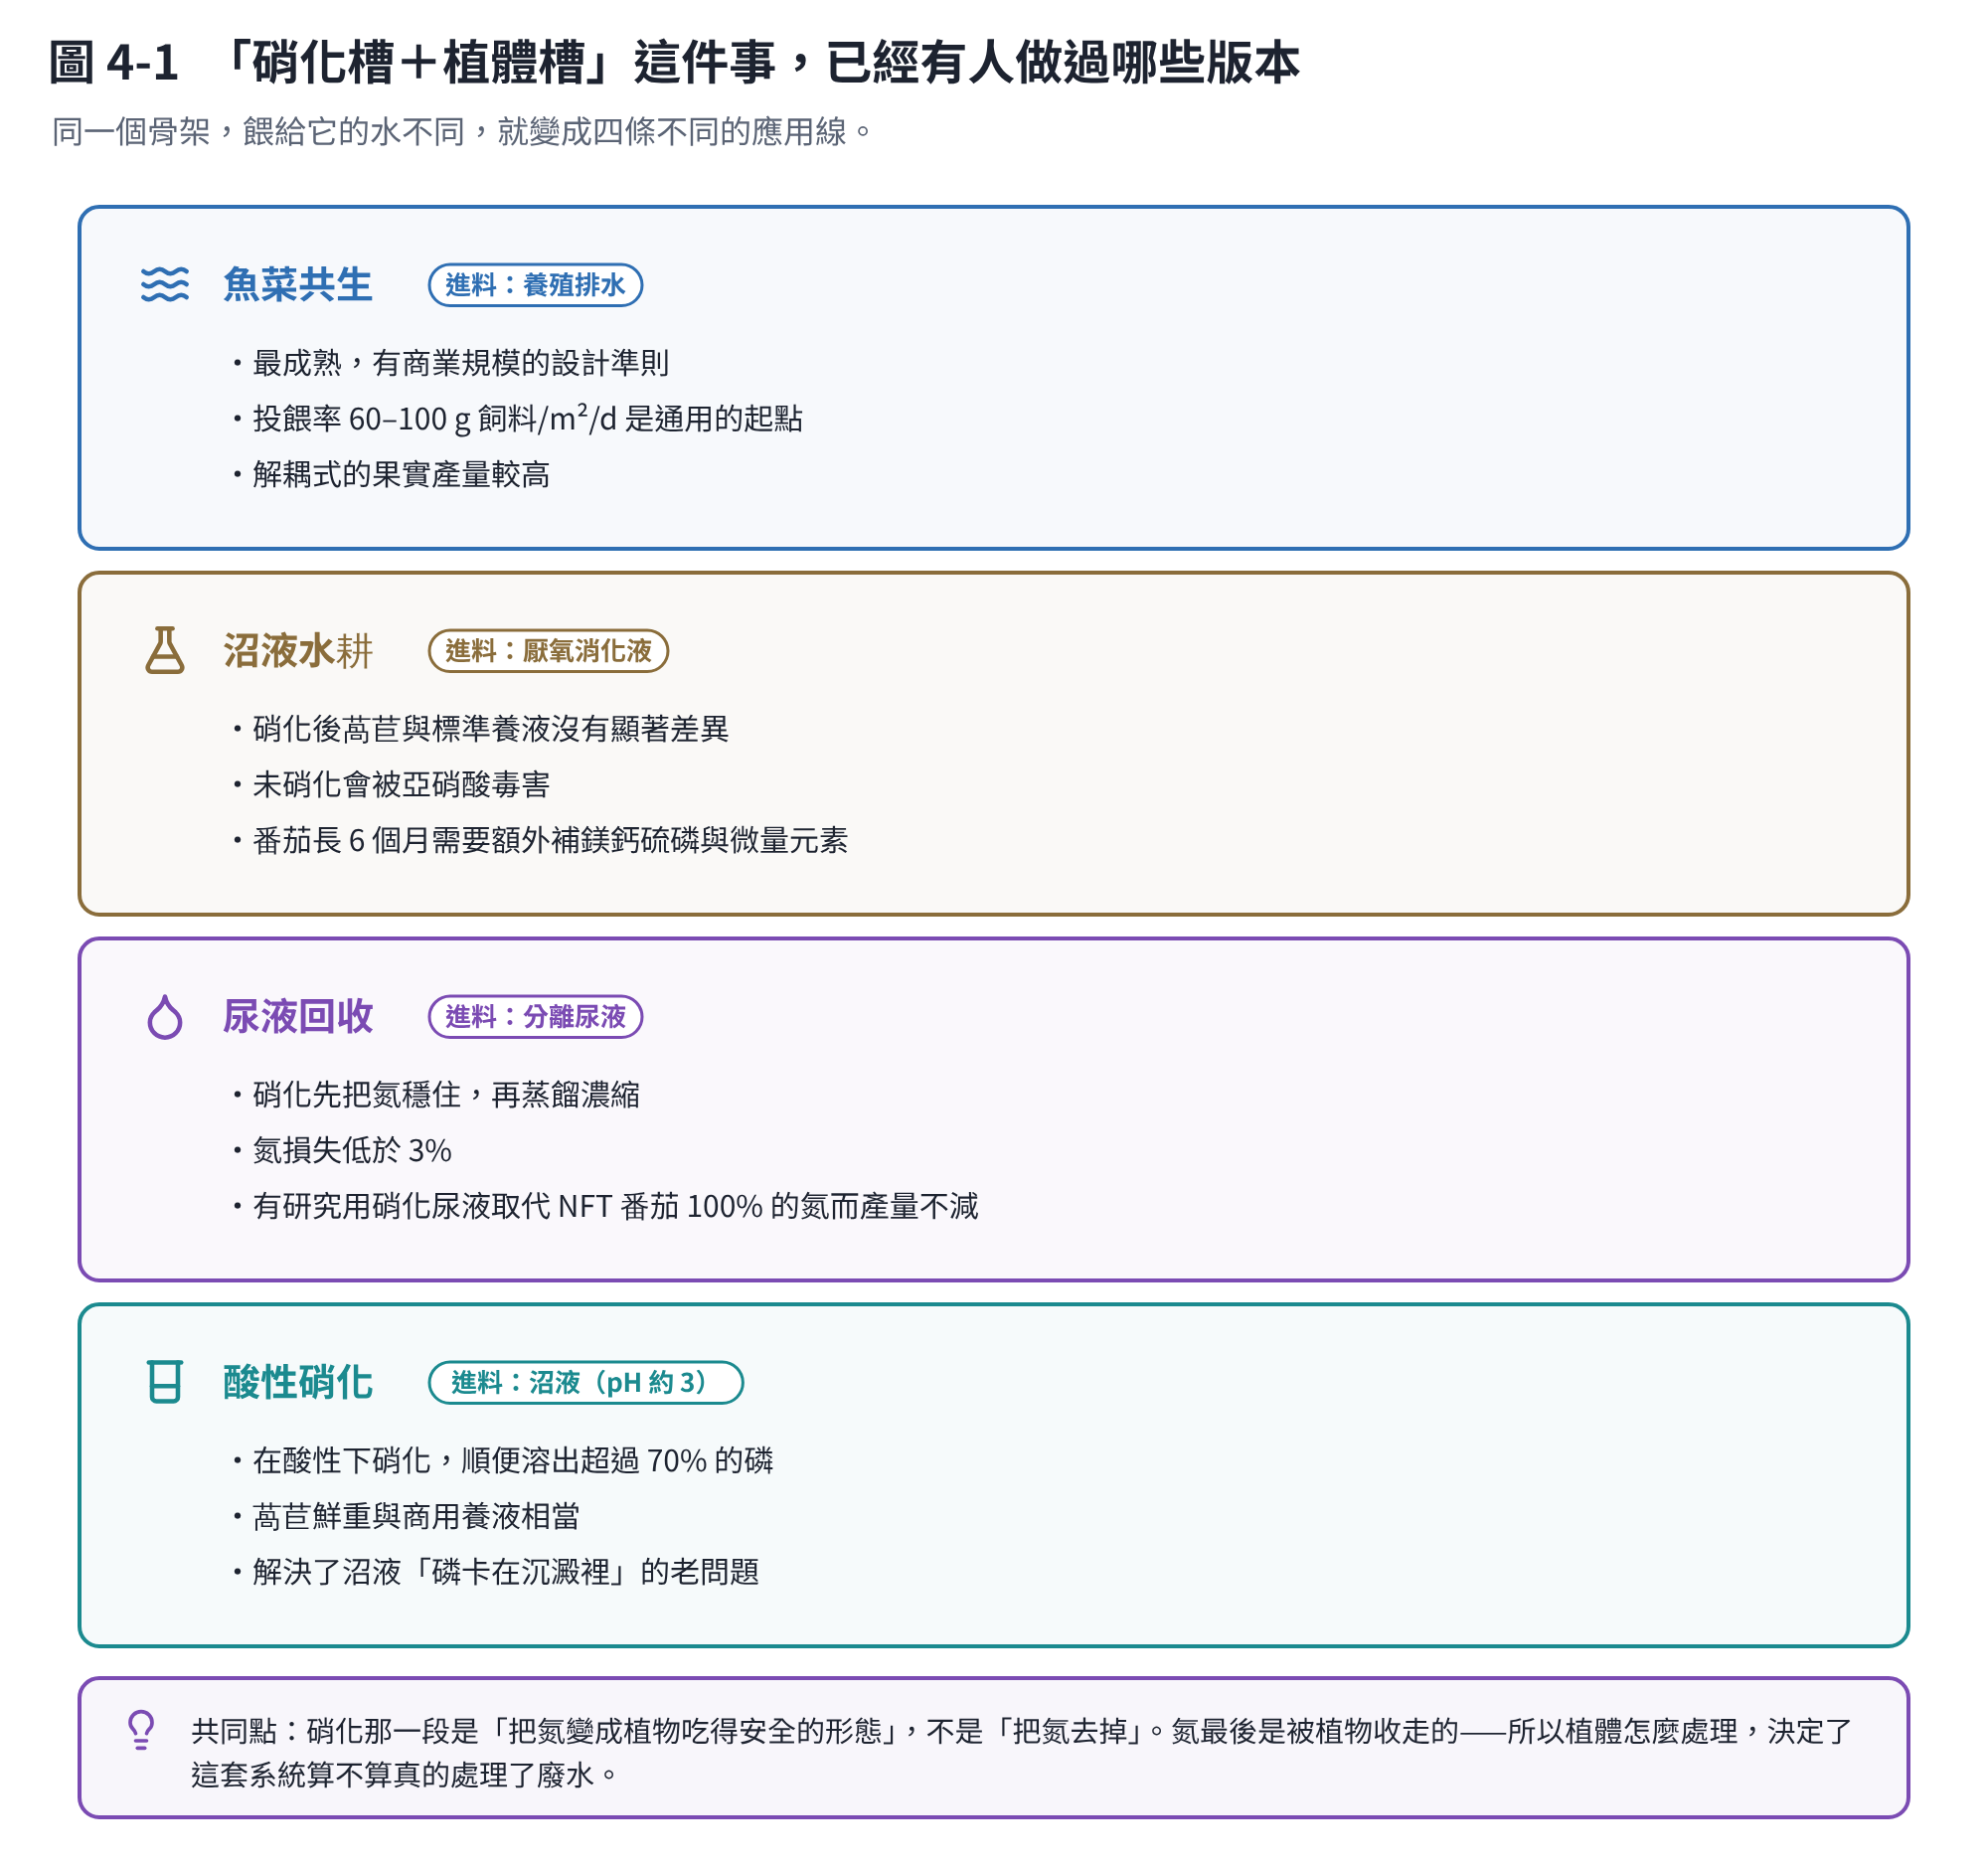 圖 4-1 「硝化槽＋植體槽」這件事，已經有人做過哪些版本
同一個骨架，餵給它的水不同，就變成四條不同的應用線。
魚菜共生
進料：養殖排水
・最成熟，有商業規模的設計準則
・投餵率 60–100 g 飼料/m²/d 是通用的起點
・解耦式的果實產量較高
沼液水耕
進料：厭氧消化液
・硝化後萵苣與標準養液沒有顯著差異
・未硝化會被亞硝酸毒害
・番茄長 6 個月需要額外補鎂鈣硫磷與微量元素
尿液回收
進料：分離尿液
・硝化先把氮穩住，再蒸餾濃縮
・氮損失低於 3%
・有研究用硝化尿液取代 NFT 番茄 100% 的氮而產量不減
酸性硝化
進料：沼液（pH 約 3）
・在酸性下硝化，順便溶出超過 70% 的磷
・萵苣鮮重與商用養液相當
・解決了沼液「磷卡在沉澱裡」的老問題
共同點：硝化那一段是「把氮變成植物吃得安全的形態」，不是「把氮去掉」。氮最後是被植物收走的——所以植體怎麼處理，決定了
這套系統算不算真的處理了廢水。